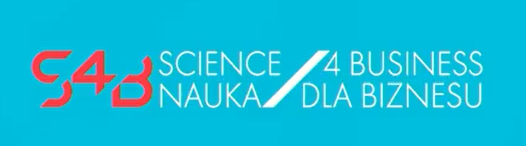 S4B SCIENCE / 4 BUSINESS
NAUKA / DLA BIZNESU